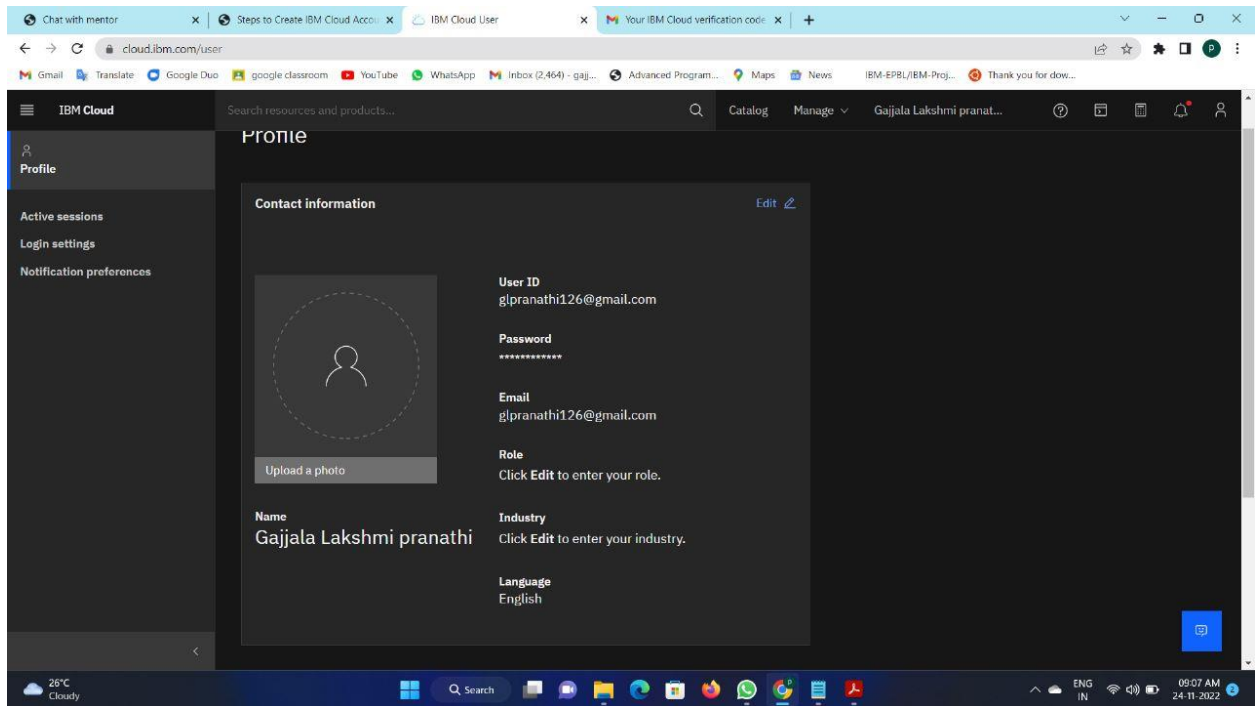 Chat with mentor
Steps to Create IBM Cloud Accou
IBM Cloud User
Your IBM Cloud verification code
cloud.ibm.com/user
P
Gmail Translate Google Duo google classroom YouTube WhatsApp Inbox (2,464) - gajj... Advanced Program... Maps News IBM-EPBL/IBM-Proj... Thank you for dow...
IBM Cloud Search resources and products... Catalog Manage Gajjala Lakshmi pranat...
Profile
Profile
Active sessions
Login settings
Notification preferences
Contact information Edit
Upload a photo
Name
Gajjala Lakshmi pranathi
User ID
glpranathi126@gmail.com
Password
************
Email
glpranathi126@gmail.com
Role
Click Edit to enter your role.
Industry
Click Edit to enter your industry.
Language
English
26°C
Cloudy
Search
ENG
IN
09:07 AM
24-11-2022
2